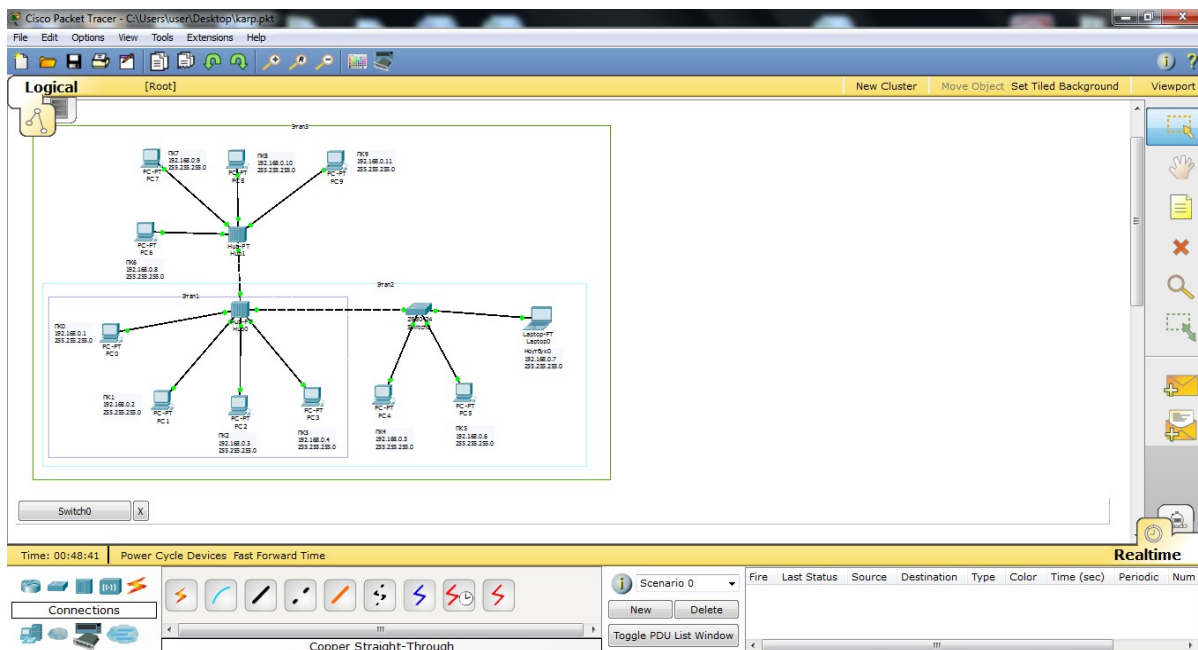 Cisco Packet Tracer - C:\Users\user\Desktop\karp.pkt
File Edit Options View Tools Extensions Help
Logical [Root] New Cluster Move Object Set Tiled Background Viewport
Этап3
ПК7
192.168.0.9
255.255.255.0
PC-PT
PC7
ПК8
192.168.0.10
255.255.255.0
PC-PT
PC8
ПК9
192.168.0.11
255.255.255.0
PC-PT
PC9
PC-PT
PC6
ПК6
192.168.0.8
255.255.255.0
Hub-PT
Hub1
Этап2
Этап1
Hub-PT
Hub0
Laptop-PT
Laptop0
Ноутбук0
192.168.0.7
255.255.255.0
ПК0
192.168.0.1
255.255.255.0
PC-PT
PC0
ПК1
192.168.0.2
255.255.255.0
PC-PT
PC1
PC-PT
PC2
ПК2
192.168.0.3
255.255.255.0
PC-PT
PC3
ПК3
192.168.0.4
255.255.255.0
PC-PT
PC4
ПК4
192.168.0.5
255.255.255.0
PC-PT
PC5
ПК5
192.168.0.6
255.255.255.0
Switch0 X
Time: 00:48:41 Power Cycle Devices Fast Forward Time Realtime
Connections
Copper Straight-Through
Scenario 0
New Delete
Toggle PDU List Window
Fire Last Status Source Destination Type Color Time (sec) Periodic Num